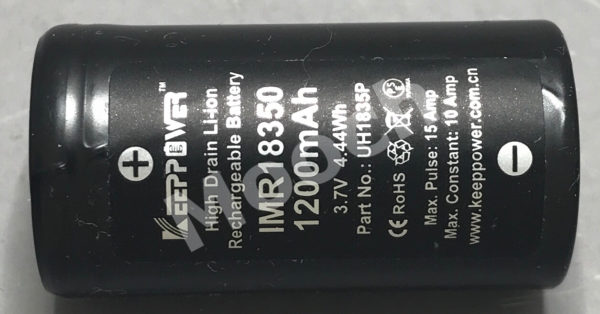 KEEPPOWER™
High Drain Li-ion
Rechargeable Battery
IMR18350
1200mAh
3.7V 4.44Wh
Part No.: UH1835P
CE RoHS
Max. Pulse: 15 Amp
Max. Constant: 10 Amp
www.keeppower.com.cn
+
−